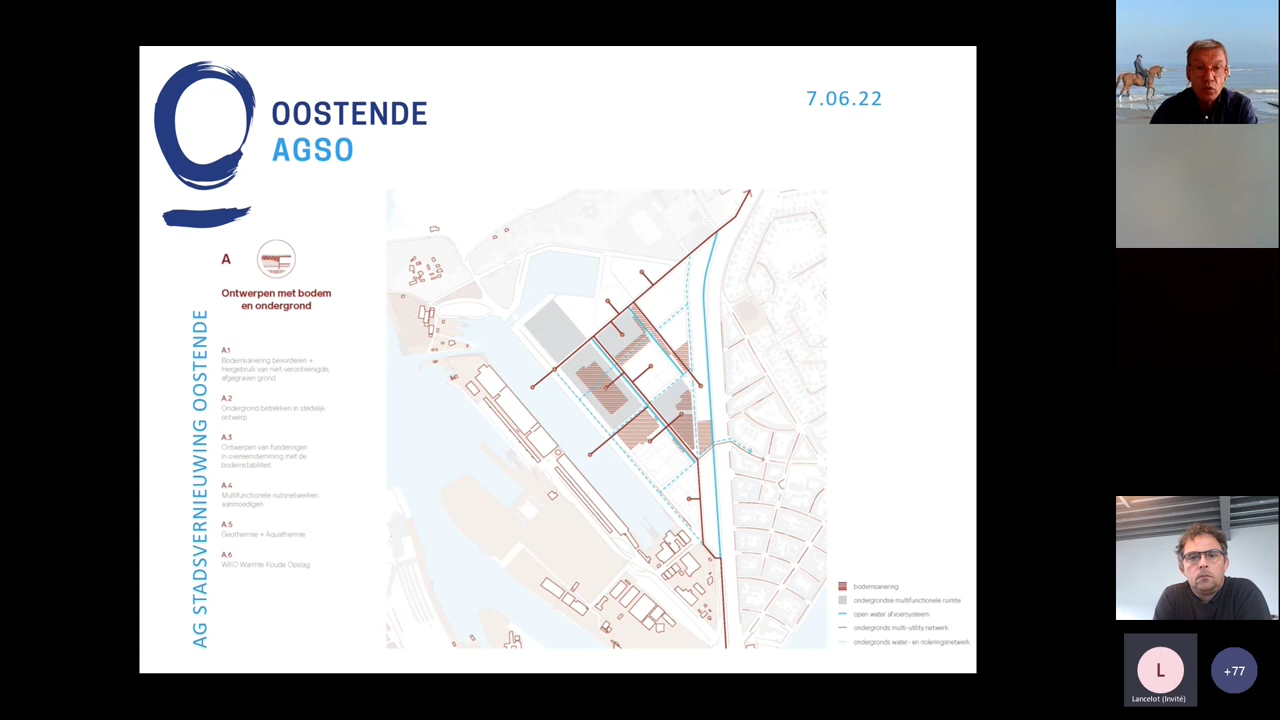 OOSTENDE
AGSO
7.06.22
AG STADSVERNIEUWING OOSTENDE
A
Ontwerpen met bodem
en ondergrond
A.1
Bodemsanering bevorderen +
Hergebruik van niet-verontreinigde,
afgegraven grond
A.2
Ondergrond betrekken in stedelijk
ontwerp
A.3
Ontwerpen van funderingen
in overeenstemming met de
bodemstabiliteit
A.4
Multifunctionele nutsnetwerken
aanmoedigen
A.5
Geothermie + Aquathermie
A.6
WKO Warmte Koude Opslag
bodemsanering
ondergrondse multifunctionele ruimte
open water afvoersysteem
ondergronds multi-utility netwerk
ondergronds water- en rioleringsnetwerk
L
Lancelot (Invité)
+77